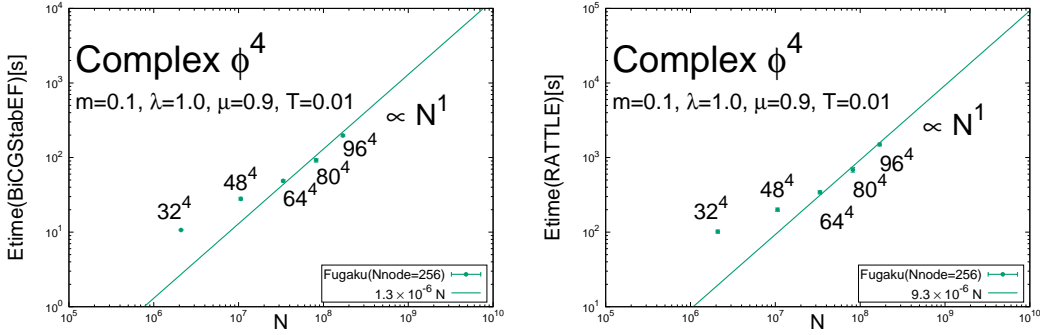 Etime(BiCGStabEF)[s]
10⁵
10⁴
10³
10²
10¹
10⁰
Complex ϕ⁴
m=0.1, λ=1.0, μ=0.9, T=0.01
∝ N¹
32⁴
48⁴
64⁴
80⁴
96⁴
Fugaku(Nnode=256)
1.3 × 10⁻⁶ N
10⁵ 10⁶ 10⁷ 10⁸ 10⁹ 10¹⁰
N
Etime(RATTLE)[s]
10⁵
10⁴
10³
10²
10¹
Complex ϕ⁴
m=0.1, λ=1.0, μ=0.9, T=0.01
∝ N¹
32⁴
48⁴
64⁴
80⁴
96⁴
Fugaku(Nnode=256)
9.3 × 10⁻⁶ N
10⁵ 10⁶ 10⁷ 10⁸ 10⁹ 10¹⁰
N